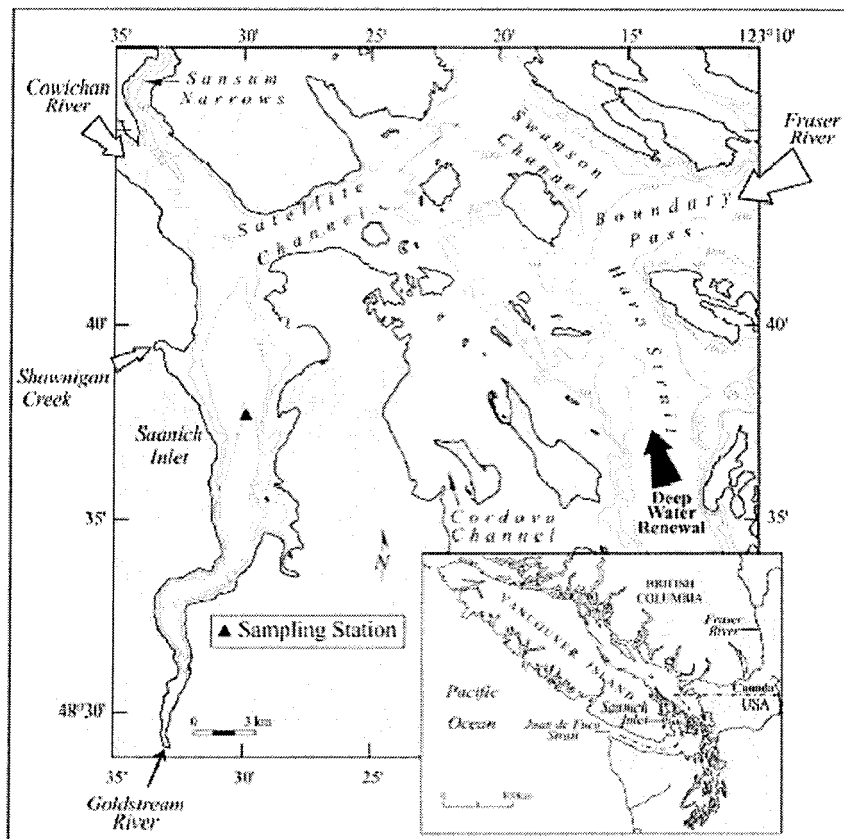 35'
30'
25'
20'
15'
123°10'
Cowichan
River
Sansum
Narrows
Swanson
Channel
Fraser
River
Satellite
Channel
Boundary
Pass.
Haro Strait
40'
40'
Shawnigan
Creek
Saanich
Inlet
35'
35'
Deep
Water
Renewal
Cordova
Channel
N
▲ Sampling Station
48°30'
0 3 km
35'
30'
25'
Goldstream
River
BRITISH
COLUMBIA
VANCOUVER ISLAND
Fraser
River
Canada
USA
Pacific
Ocean
Saanich
Inlet
Juan de Fuca
Strait
0